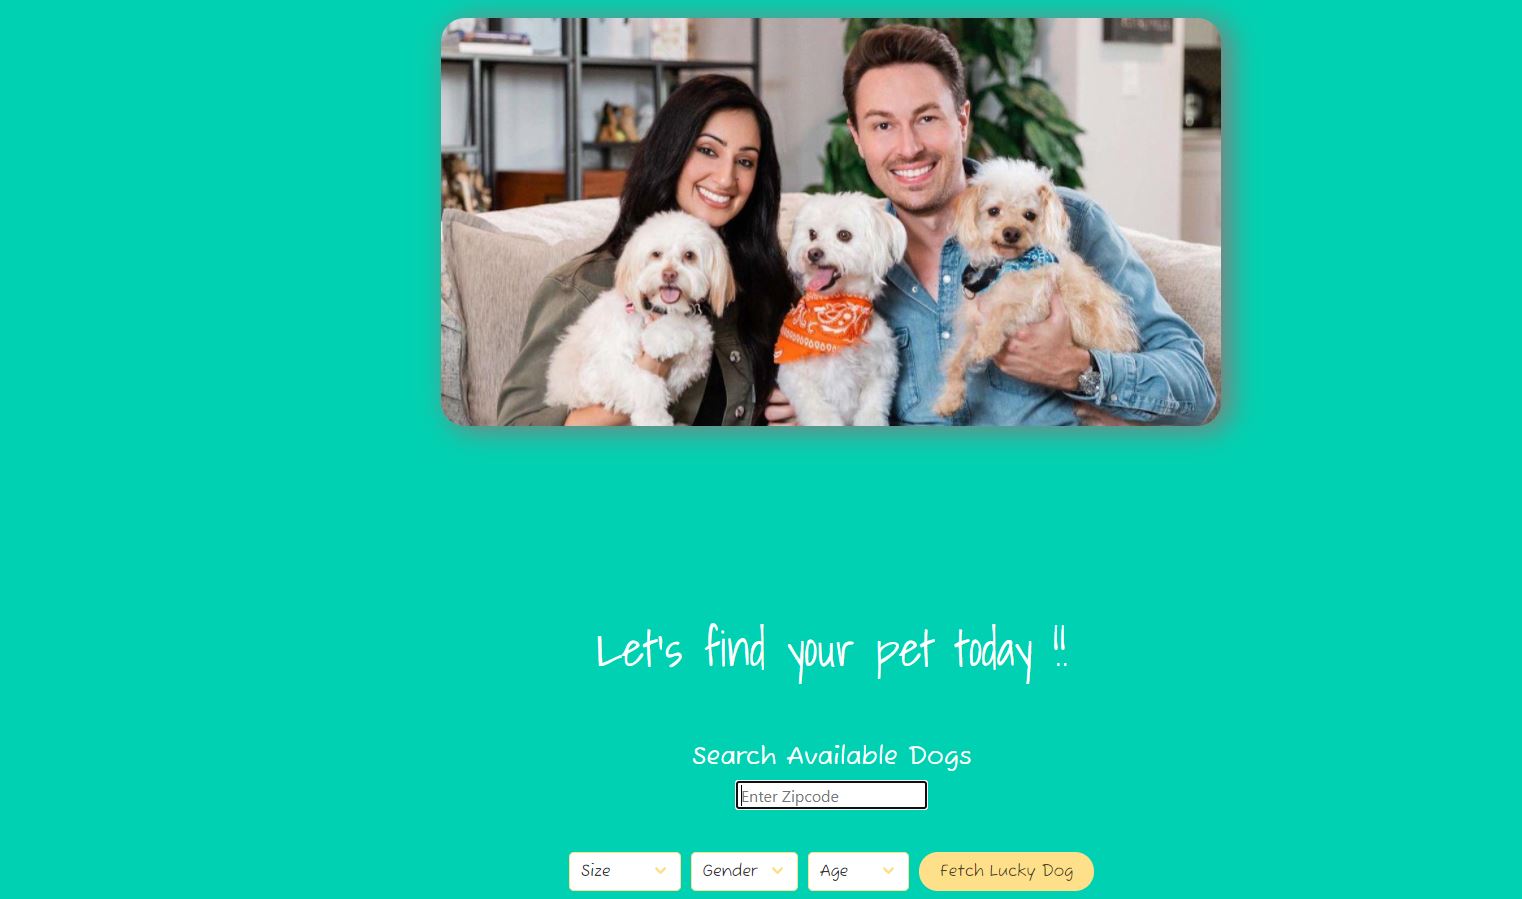 Let's find your pet today !!
Search Available Dogs
Enter Zipcode
Size Gender Age Fetch Lucky Dog